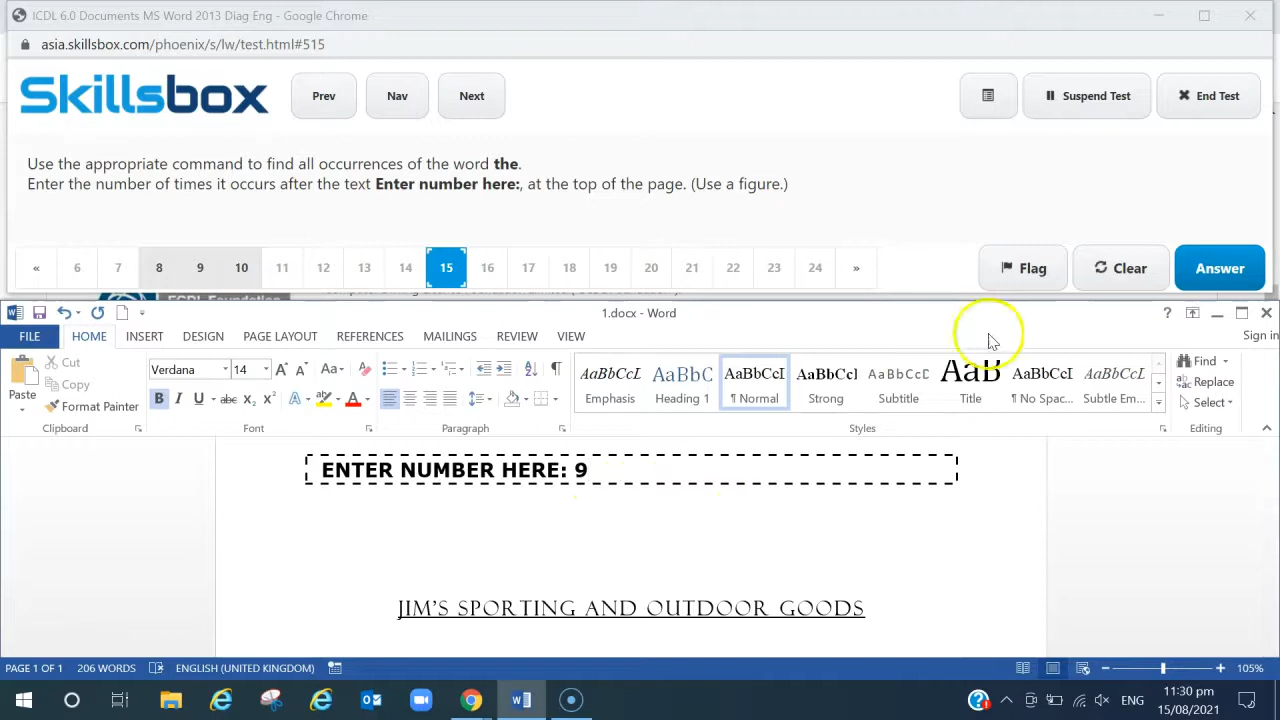 ICDL 6.0 Documents MS Word 2013 Diag Eng - Google Chrome
asia.skillsbox.com/phoenix/s/lw/test.html#515
Skillsbox
Prev
Nav
Next
Suspend Test
End Test
Use the appropriate command to find all occurrences of the word the.
Enter the number of times it occurs after the text Enter number here:, at the top of the page. (Use a figure.)
« 6 7 8 9 10 11 12 13 14 15 16 17 18 19 20 21 22 23 24 »
Flag
Clear
Answer
1.docx - Word
Sign in
FILE HOME INSERT DESIGN PAGE LAYOUT REFERENCES MAILINGS REVIEW VIEW
Paste
Cut
Copy
Format Painter
Clipboard
Verdana 14
Font
Paragraph
AaBbCcL AaBbC AaBbCcI AaBbCcl AaBbCcD AaB AaBbCcI AaBbCcL
Emphasis Heading 1 ¶ Normal Strong Subtitle Title ¶ No Spac... Subtle Em...
Styles
Find
Replace
Select
Editing
ENTER NUMBER HERE: 9
JIM'S SPORTING AND OUTDOOR GOODS
PAGE 1 OF 1 206 WORDS ENGLISH (UNITED KINGDOM) 105%
ENG
11:30 pm
15/08/2021